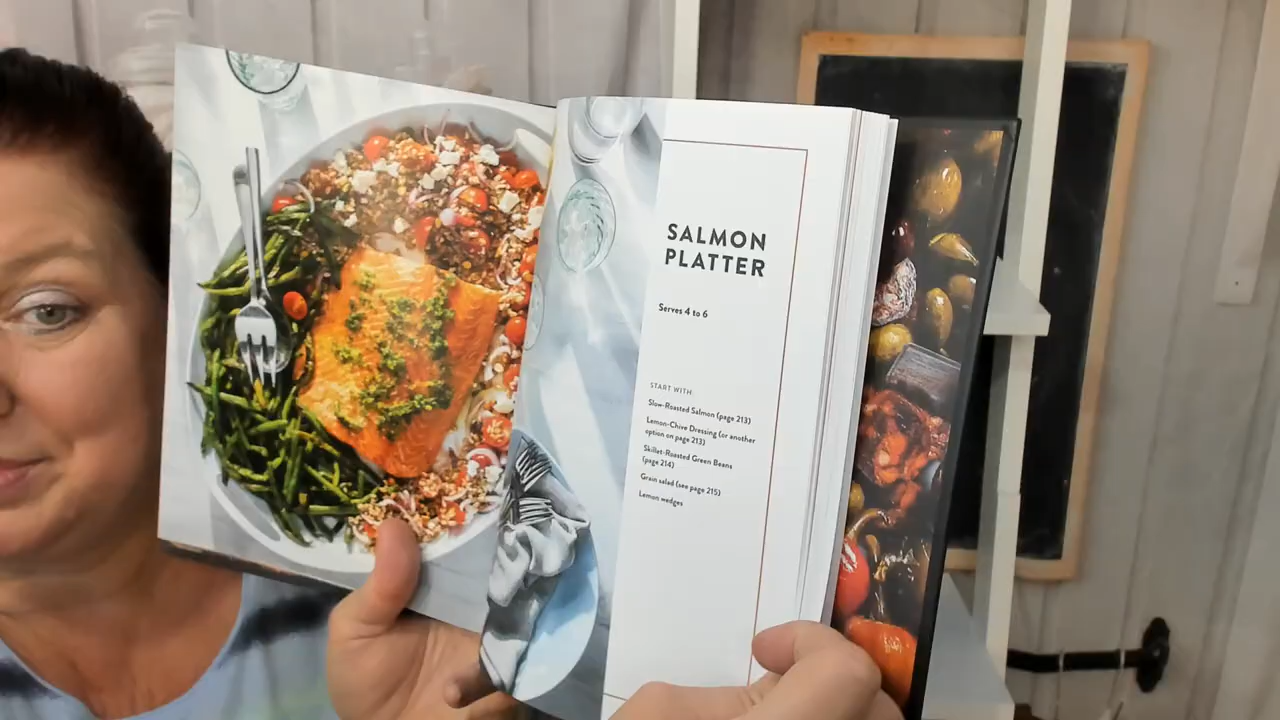 SALMON
PLATTER
Serves 4 to 6
START WITH:
Slow-Roasted Salmon (page 213)
Lemon-Chive Dressing (or another
option on page 213)
Skillet-Roasted Green Beans
(page 214)
Grain salad (see page 215)
Lemon wedges